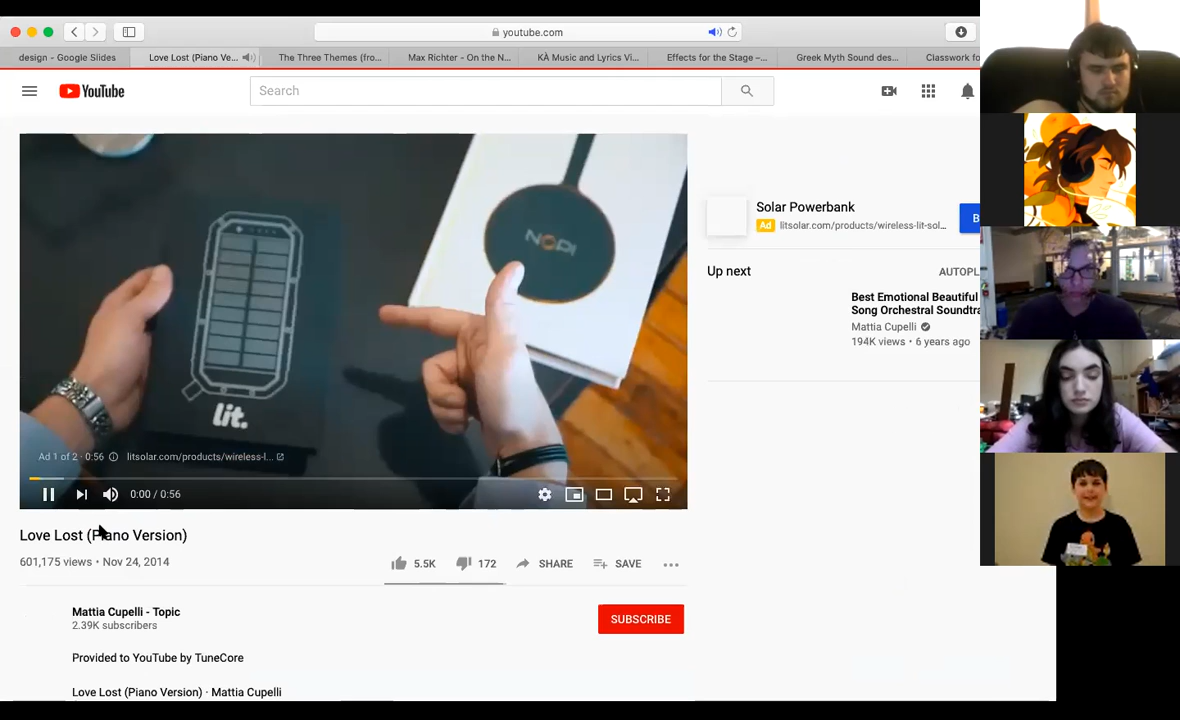 youtube.com
design - Google Slides
Love Lost (Piano Ve...
The Three Themes (fro...
Max Richter - On the N...
KÀ Music and Lyrics Vi...
Effects for the Stage –...
Greek Myth Sound des...
Classwork fo
YouTube
Search
NOPI
lit.
Ad 1 of 2 · 0:56
litsolar.com/products/wireless-l...
0:00 / 0:56
Solar Powerbank
Ad litsolar.com/products/wireless-lit-sol...
B
Up next
AUTOPL
Best Emotional Beautiful
Song Orchestral Soundtra
Mattia Cupelli
194K views • 6 years ago
Love Lost (Piano Version)
601,175 views • Nov 24, 2014
5.5K
172
SHARE
SAVE
Mattia Cupelli - Topic
2.39K subscribers
SUBSCRIBE
Provided to YouTube by TuneCore
Love Lost (Piano Version) · Mattia Cupelli